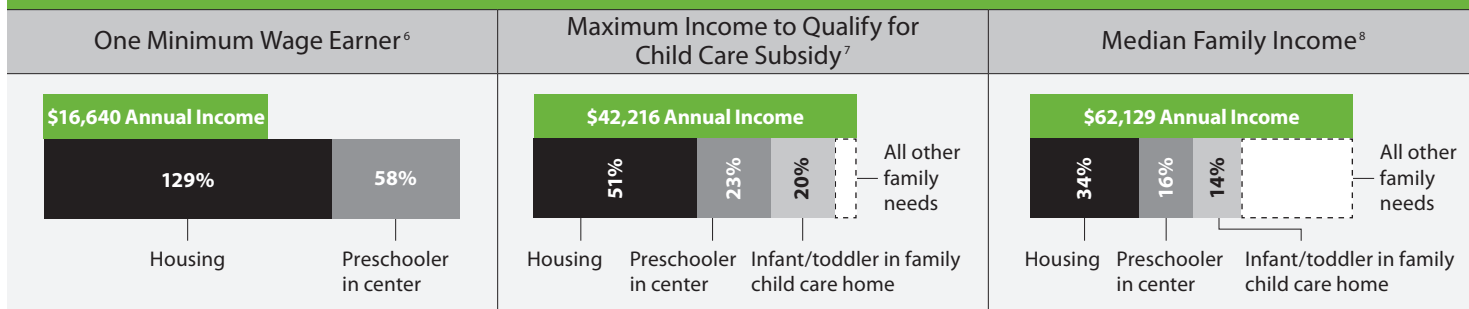 One Minimum Wage Earner⁶
Maximum Income to Qualify for
Child Care Subsidy⁷
Median Family Income⁸
$16,640 Annual Income
129%
58%
Housing
Preschooler
in center
$42,216 Annual Income
51%
23%
20%
All other
family
needs
Housing
Preschooler
in center
Infant/toddler in family
child care home
$62,129 Annual Income
34%
16%
14%
All other
family
needs
Housing
Preschooler
in center
Infant/toddler in family
child care home